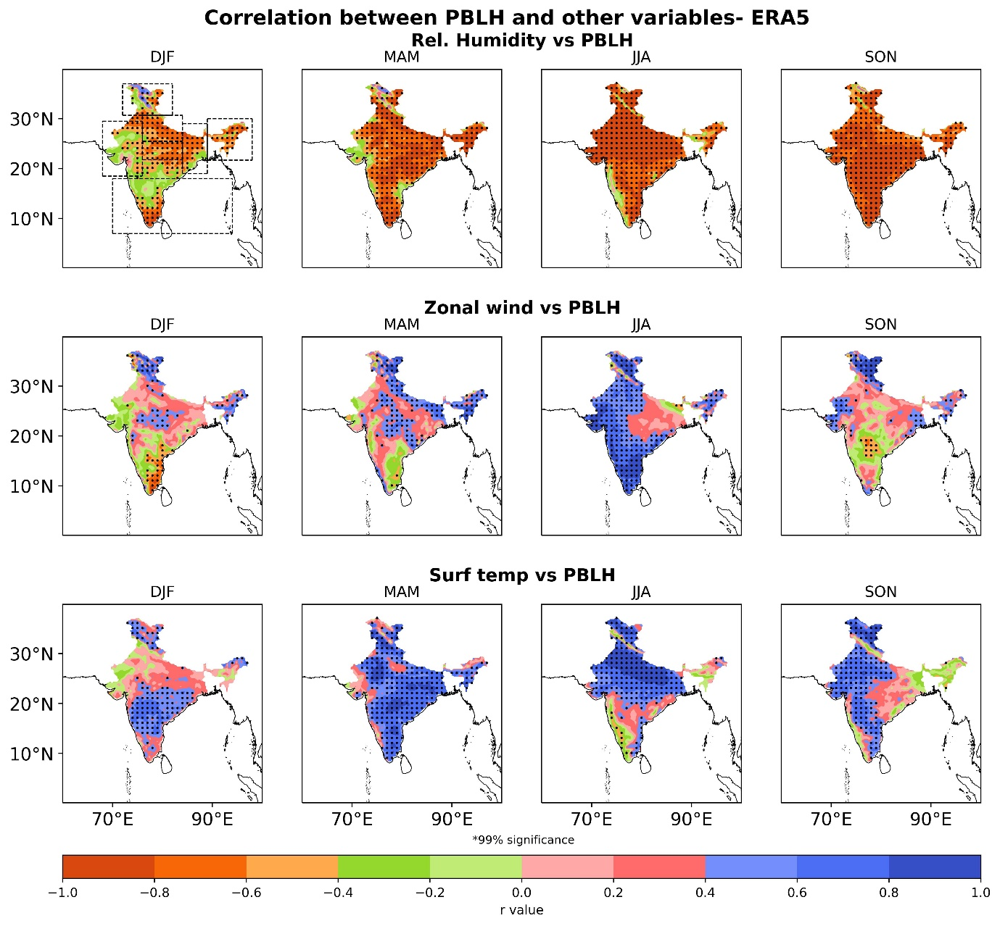 Correlation between PBLH and other variables- ERA5
Rel. Humidity vs PBLH
DJF MAM JJA SON
30°N
20°N
10°N
Zonal wind vs PBLH
DJF MAM JJA SON
30°N
20°N
10°N
Surf temp vs PBLH
DJF MAM JJA SON
30°N
20°N
10°N
70°E 90°E 70°E 90°E 70°E 90°E 70°E 90°E
*99% significance
−1.0 −0.8 −0.6 −0.4 −0.2 0.0 0.2 0.4 0.6 0.8 1.0
r value